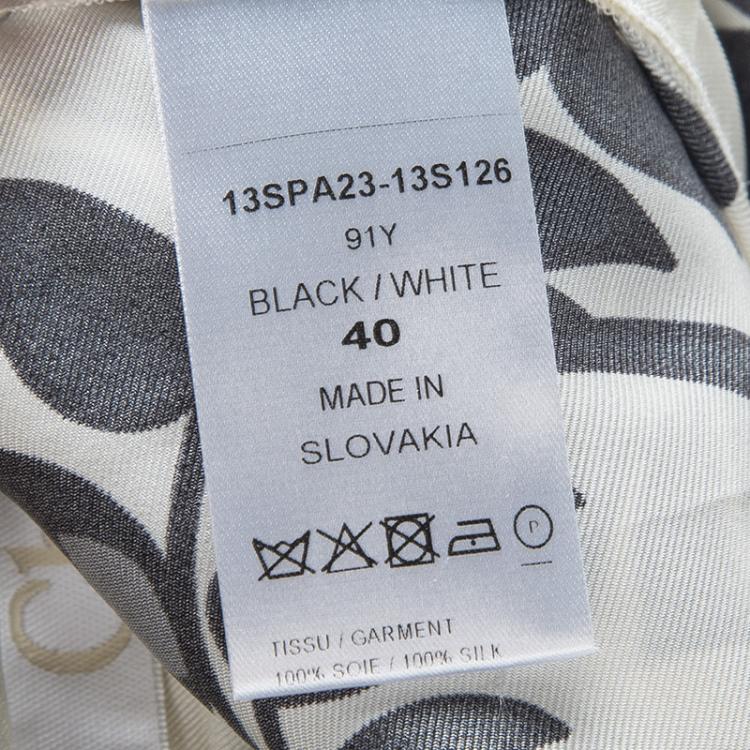 13SPA23-13S126
91Y
BLACK / WHITE
40
MADE IN
SLOVAKIA
P
TISSU / GARMENT
100% SOIE / 100% SILK